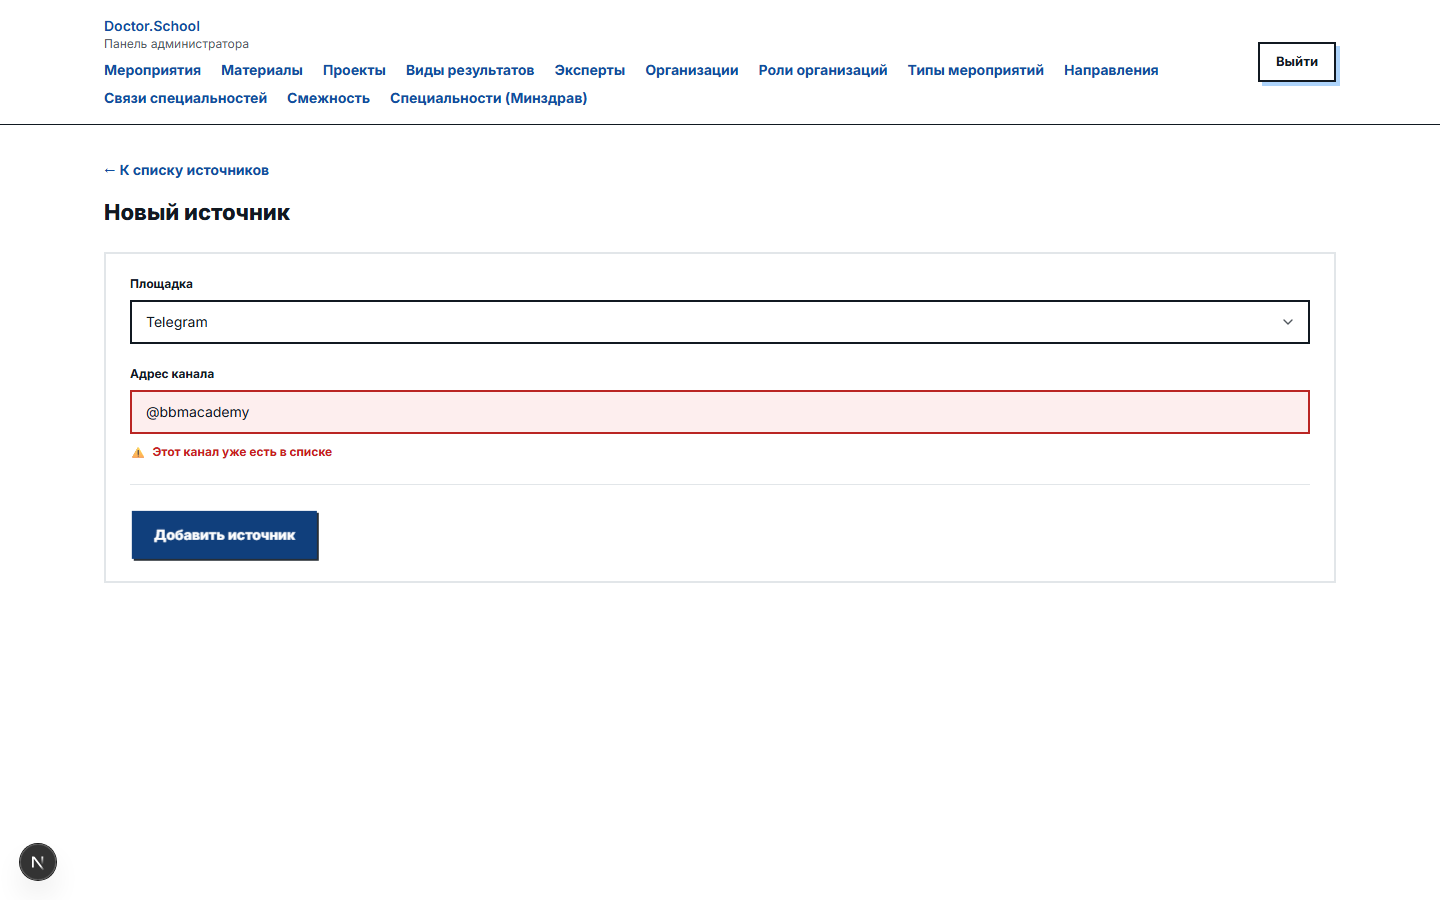 Doctor.School
Панель администратора
Мероприятия Материалы Проекты Виды результатов Эксперты Организации Роли организаций Типы мероприятий Направления
Связи специальностей Смежность Специальности (Минздрав)
Выйти
← К списку источников
Новый источник
Площадка
Telegram
Адрес канала
@bbmacademy
Этот канал уже есть в списке
Добавить источник
N